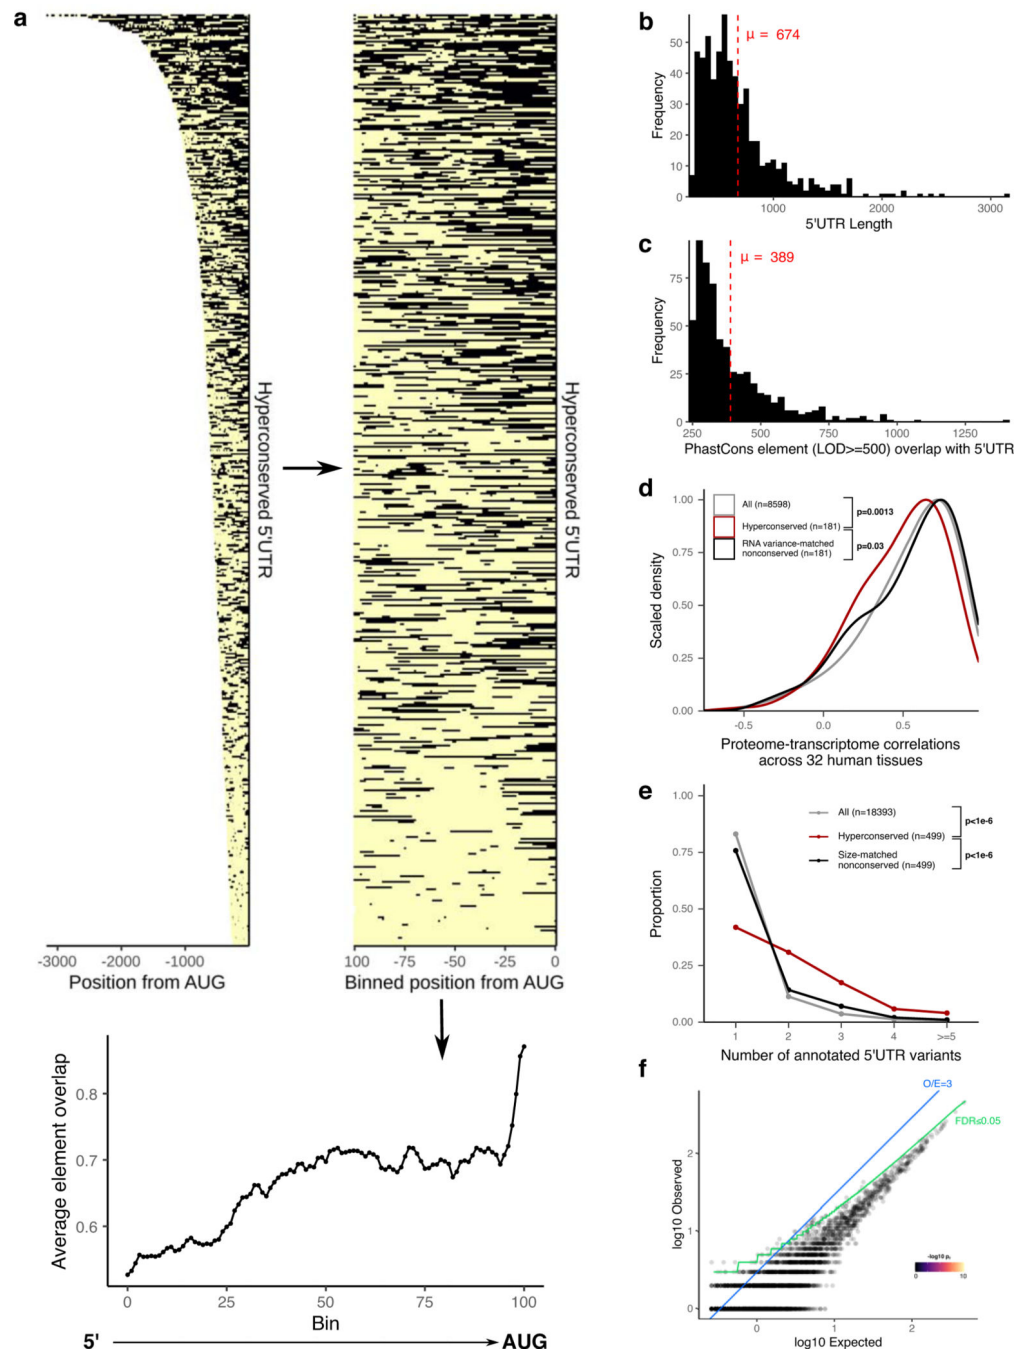 a
Hyperconserved 5'UTR
-3000 -2000 -1000
Position from AUG
Hyperconserved 5'UTR
100 -75 -50 -25 0
Binned position from AUG
Average element overlap
0.8
0.7
0.6
0 25 50 75 100
Bin
5' AUG
b
μ = 674
Frequency
50
40
30
20
10
0
1000 2000 3000
5'UTR Length
c
μ = 389
Frequency
75
50
25
0
250 500 750 1000 1250
PhastCons element (LOD>=500) overlap with 5'UTR
d
All (n=8598)
Hyperconserved (n=181)
RNA variance-matched
nonconserved (n=181)
p=0.0013
p=0.03
Scaled density
1.00
0.75
0.50
0.25
0.00
-0.5 0.0 0.5
Proteome-transcriptome correlations
across 32 human tissues
e
All (n=18393)
Hyperconserved (n=499)
Size-matched
nonconserved (n=499)
p<1e-6
p<1e-6
Proportion
1.00
0.75
0.50
0.25
0.00
1 2 3 4 >=5
Number of annotated 5'UTR variants
f
O/E=3
FDR≤0.05
log10 Observed
2
1
0
0 1 2
log10 Expected
0 10